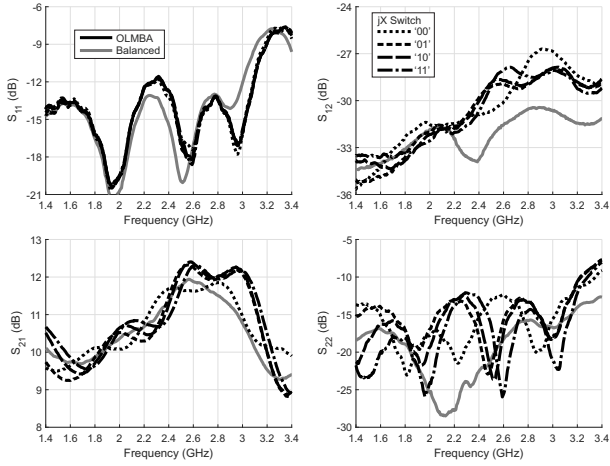 -6
-9
-12
-15
-18
-21
S11 (dB)
OLMBA
Balanced
1.4 1.6 1.8 2 2.2 2.4 2.6 2.8 3 3.2 3.4
Frequency (GHz)
-24
-27
-30
-33
-36
S12 (dB)
jX Switch
'00'
'01'
'10'
'11'
1.4 1.6 1.8 2 2.2 2.4 2.6 2.8 3 3.2 3.4
Frequency (GHz)
13
12
11
10
9
8
S21 (dB)
1.4 1.6 1.8 2 2.2 2.4 2.6 2.8 3 3.2 3.4
Frequency (GHz)
-5
-10
-15
-20
-25
-30
S22 (dB)
1.4 1.6 1.8 2 2.2 2.4 2.6 2.8 3 3.2 3.4
Frequency (GHz)